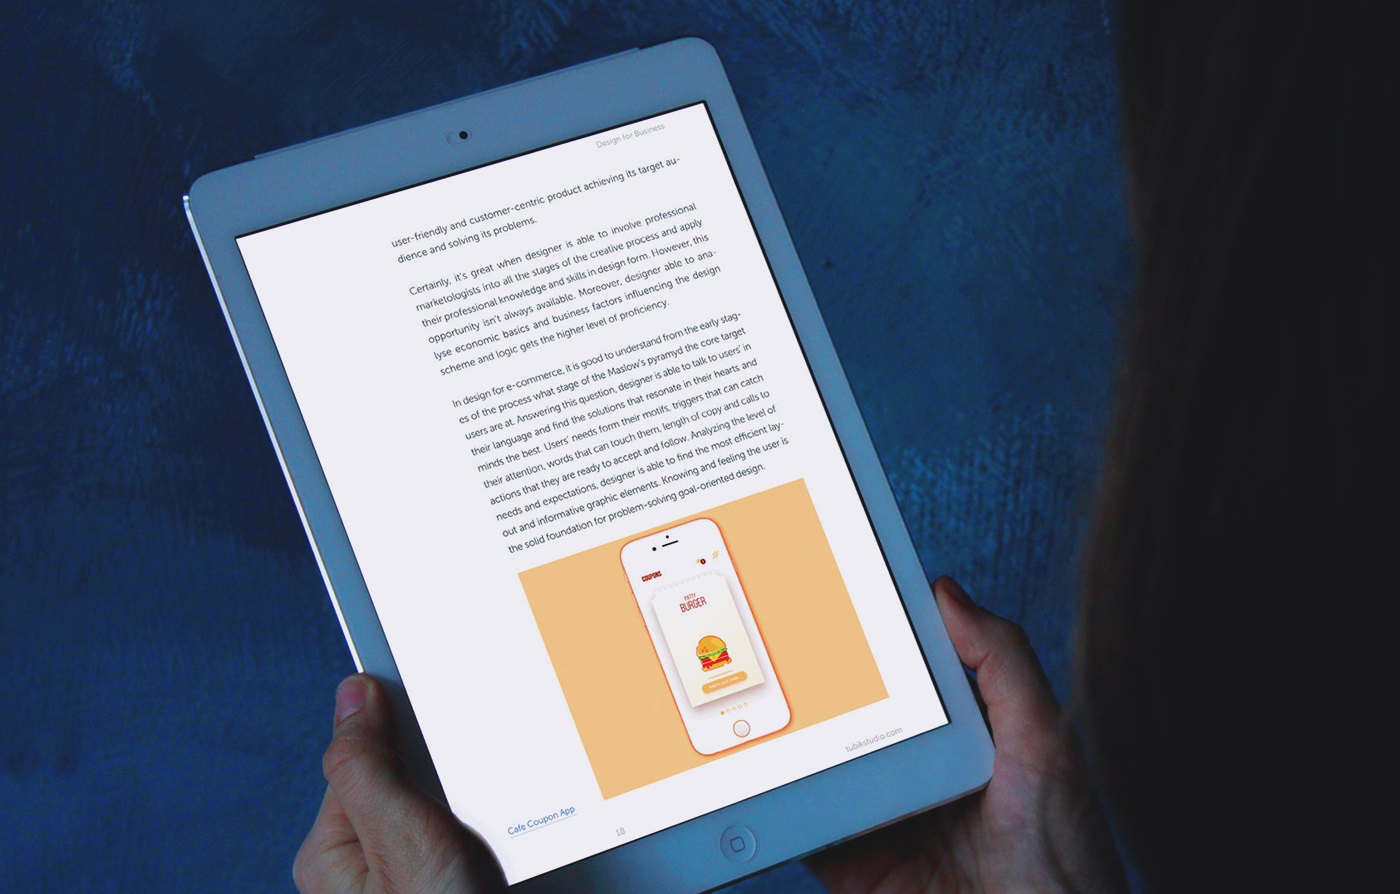 Design for Business
user-friendly and customer-centric product achieving its target au-
dience and solving its problems.
Certainly, it's great when designer is able to involve professional
marketologists into all the stages of the creative process and apply
their professional knowledge and skills in design form. However, this
opportunity isn't always available. Moreover, designer able to ana-
lyse economic basics and business factors influencing the design
scheme and logic gets the higher level of proficiency.
In design for e-commerce, it is good to understand from the early stag-
es of the process what stage of the Maslow's pyramyd the core target
users are at. Answering this question, designer is able to talk to users' in
their language and find the solutions that resonate in their hearts and
minds the best. Users' needs form their motifs, triggers that can catch
their attention, words that can touch them, length of copy and calls to
actions that they are ready to accept and follow. Analyzing the level of
needs and expectations, designer is able to find the most efficient lay-
out and informative graphic elements. Knowing and feeling the user is
the solid foundation for problem-solving goal-oriented design.
COUPONS
PATTY
BURGER
Cafe Coupon App
18
tubikstudio.com